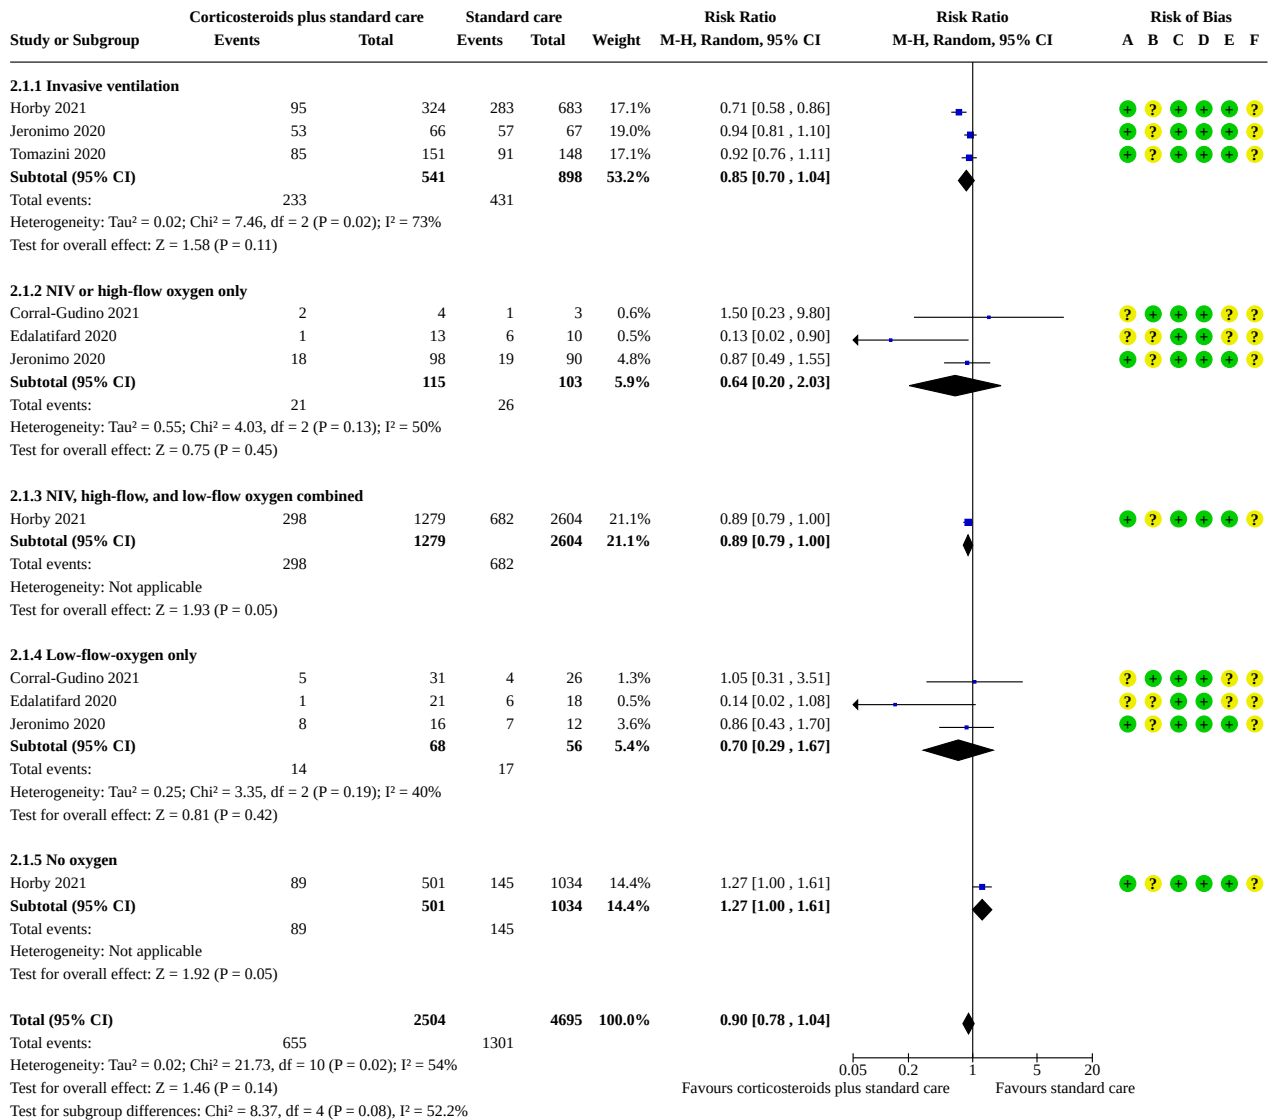 Corticosteroids plus standard care Standard care Risk Ratio Risk Ratio Risk of Bias
Study or Subgroup Events Total Events Total Weight M-H, Random, 95% CI M-H, Random, 95% CI A B C D E F
2.1.1 Invasive ventilation
Horby 2021 95 324 283 683 17.1% 0.71 [0.58 , 0.86] + ? + + + ?
Jeronimo 2020 53 66 57 67 19.0% 0.94 [0.81 , 1.10] + ? + + + ?
Tomazini 2020 85 151 91 148 17.1% 0.92 [0.76 , 1.11] + ? + + + ?
Subtotal (95% CI) 541 898 53.2% 0.85 [0.70 , 1.04]
Total events: 233 431
Heterogeneity: Tau² = 0.02; Chi² = 7.46, df = 2 (P = 0.02); I² = 73%
Test for overall effect: Z = 1.58 (P = 0.11)
2.1.2 NIV or high-flow oxygen only
Corral-Gudino 2021 2 4 1 3 0.6% 1.50 [0.23 , 9.80] ? + + + ? ?
Edalatifard 2020 1 13 6 10 0.5% 0.13 [0.02 , 0.90] ? ? + + ? ?
Jeronimo 2020 18 98 19 90 4.8% 0.87 [0.49 , 1.55] + ? + + + ?
Subtotal (95% CI) 115 103 5.9% 0.64 [0.20 , 2.03]
Total events: 21 26
Heterogeneity: Tau² = 0.55; Chi² = 4.03, df = 2 (P = 0.13); I² = 50%
Test for overall effect: Z = 0.75 (P = 0.45)
2.1.3 NIV, high-flow, and low-flow oxygen combined
Horby 2021 298 1279 682 2604 21.1% 0.89 [0.79 , 1.00] + ? + + + ?
Subtotal (95% CI) 1279 2604 21.1% 0.89 [0.79 , 1.00]
Total events: 298 682
Heterogeneity: Not applicable
Test for overall effect: Z = 1.93 (P = 0.05)
2.1.4 Low-flow-oxygen only
Corral-Gudino 2021 5 31 4 26 1.3% 1.05 [0.31 , 3.51] ? + + + ? ?
Edalatifard 2020 1 21 6 18 0.5% 0.14 [0.02 , 1.08] ? ? + + ? ?
Jeronimo 2020 8 16 7 12 3.6% 0.86 [0.43 , 1.70] + ? + + + ?
Subtotal (95% CI) 68 56 5.4% 0.70 [0.29 , 1.67]
Total events: 14 17
Heterogeneity: Tau² = 0.25; Chi² = 3.35, df = 2 (P = 0.19); I² = 40%
Test for overall effect: Z = 0.81 (P = 0.42)
2.1.5 No oxygen
Horby 2021 89 501 145 1034 14.4% 1.27 [1.00 , 1.61] + ? + + + ?
Subtotal (95% CI) 501 1034 14.4% 1.27 [1.00 , 1.61]
Total events: 89 145
Heterogeneity: Not applicable
Test for overall effect: Z = 1.92 (P = 0.05)
Total (95% CI) 2504 4695 100.0% 0.90 [0.78 , 1.04]
Total events: 655 1301
Heterogeneity: Tau² = 0.02; Chi² = 21.73, df = 10 (P = 0.02); I² = 54%
0.05 0.2 1 5 20
Test for overall effect: Z = 1.46 (P = 0.14) Favours corticosteroids plus standard care Favours standard care
Test for subgroup differences: Chi² = 8.37, df = 4 (P = 0.08), I² = 52.2%